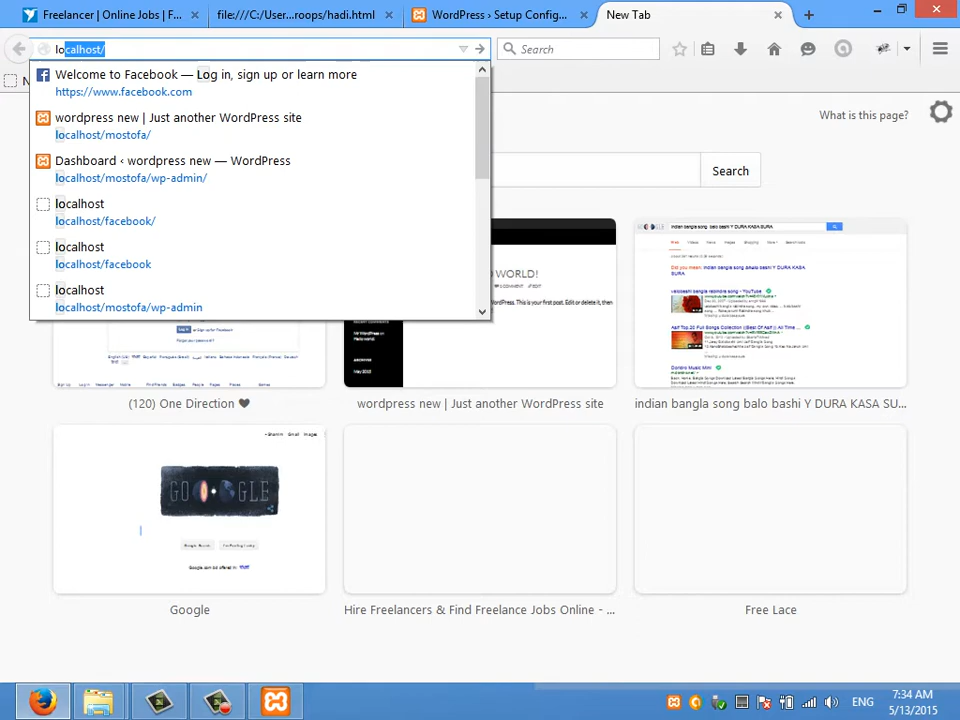 Freelancer | Online Jobs | F...
file:///C:/User...roops/hadi.html
WordPress › Setup Config...
New Tab
localhost/
Search
Welcome to Facebook — Log in, sign up or learn more
https://www.facebook.com
wordpress new | Just another WordPress site
localhost/mostofa/
Dashboard ‹ wordpress new — WordPress
localhost/mostofa/wp-admin/
localhost
localhost/facebook/
localhost
localhost/facebook
localhost
localhost/mostofa/wp-admin
What is this page?
Search
(120) One Direction ♥
wordpress new | Just another WordPress site
indian bangla song balo bashi Y DURA KASA SU...
GOOGLE
Google
Hire Freelancers & Find Freelance Jobs Online - ...
Free Lace
ENG
7:34 AM
5/13/2015